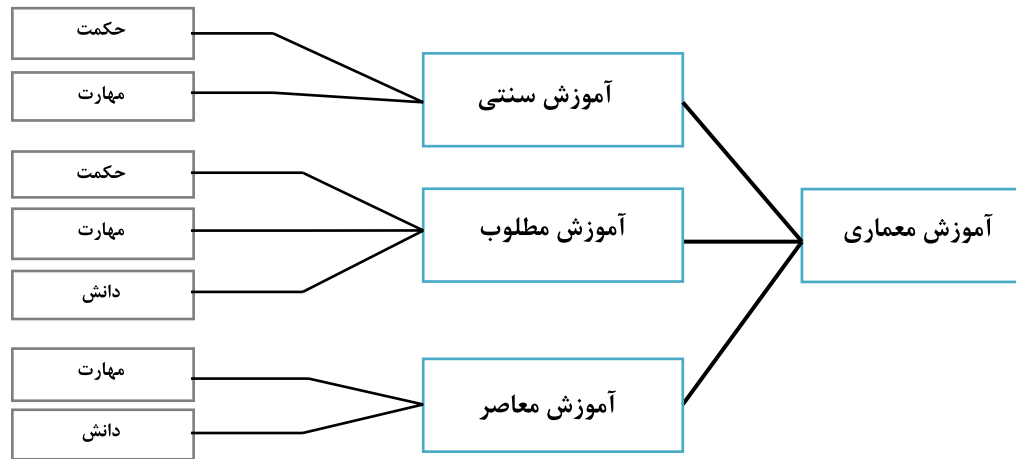 آموزش معماری
آموزش سنتی
حکمت
مهارت
آموزش مطلوب
حکمت
مهارت
دانش
آموزش معاصر
مهارت
دانش